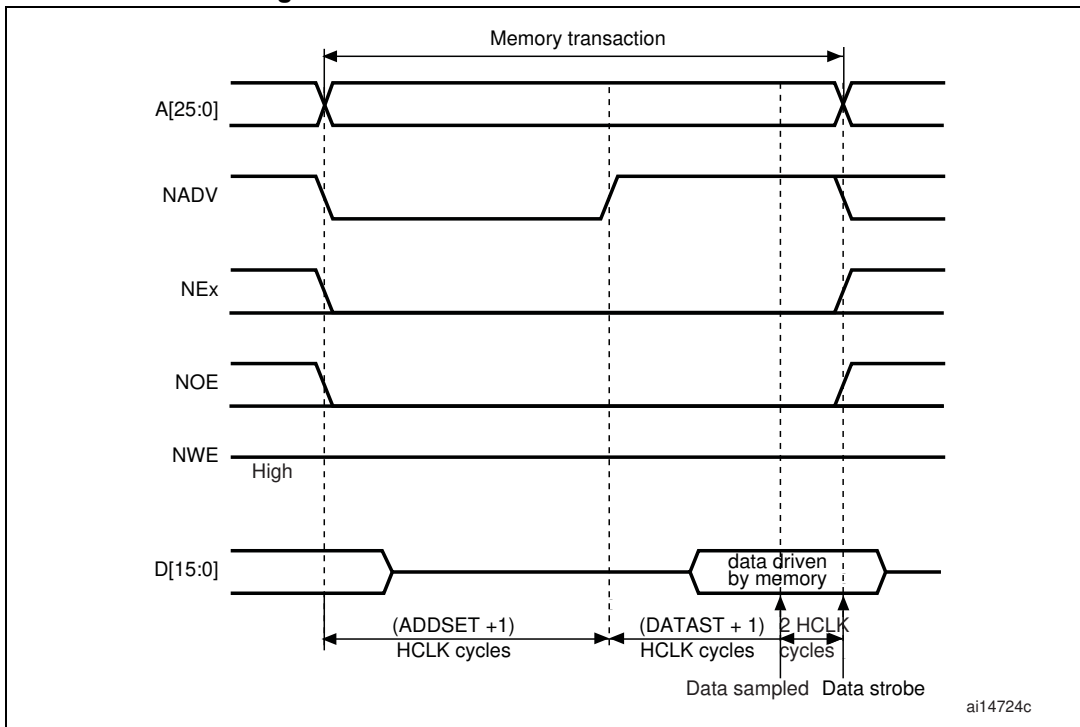 Memory transaction
A[25:0]
NADV
NEx
NOE
NWE
High
D[15:0]
data driven
by memory
(ADDSET +1) (DATAST + 1) 2 HCLK
HCLK cycles HCLK cycles cycles
Data sampled Data strobe
ai14724c